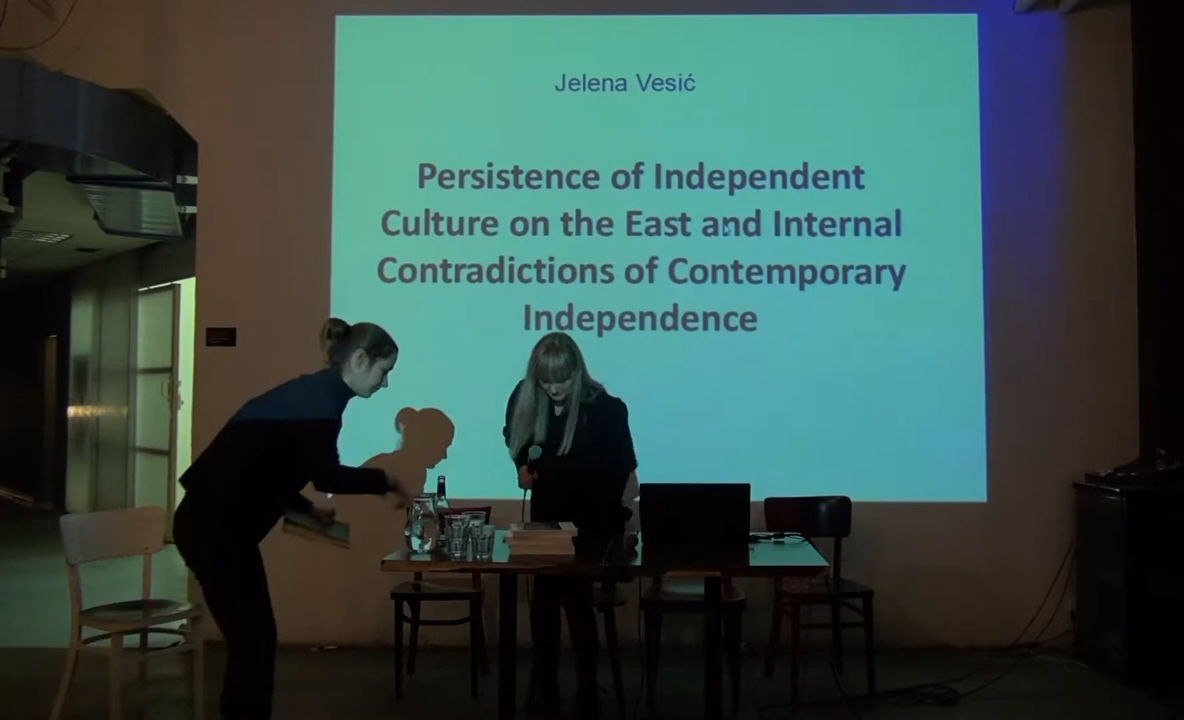 Jelena Vesić
Persistence of Independent
Culture on the East and Internal
Contradictions of Contemporary
Independence